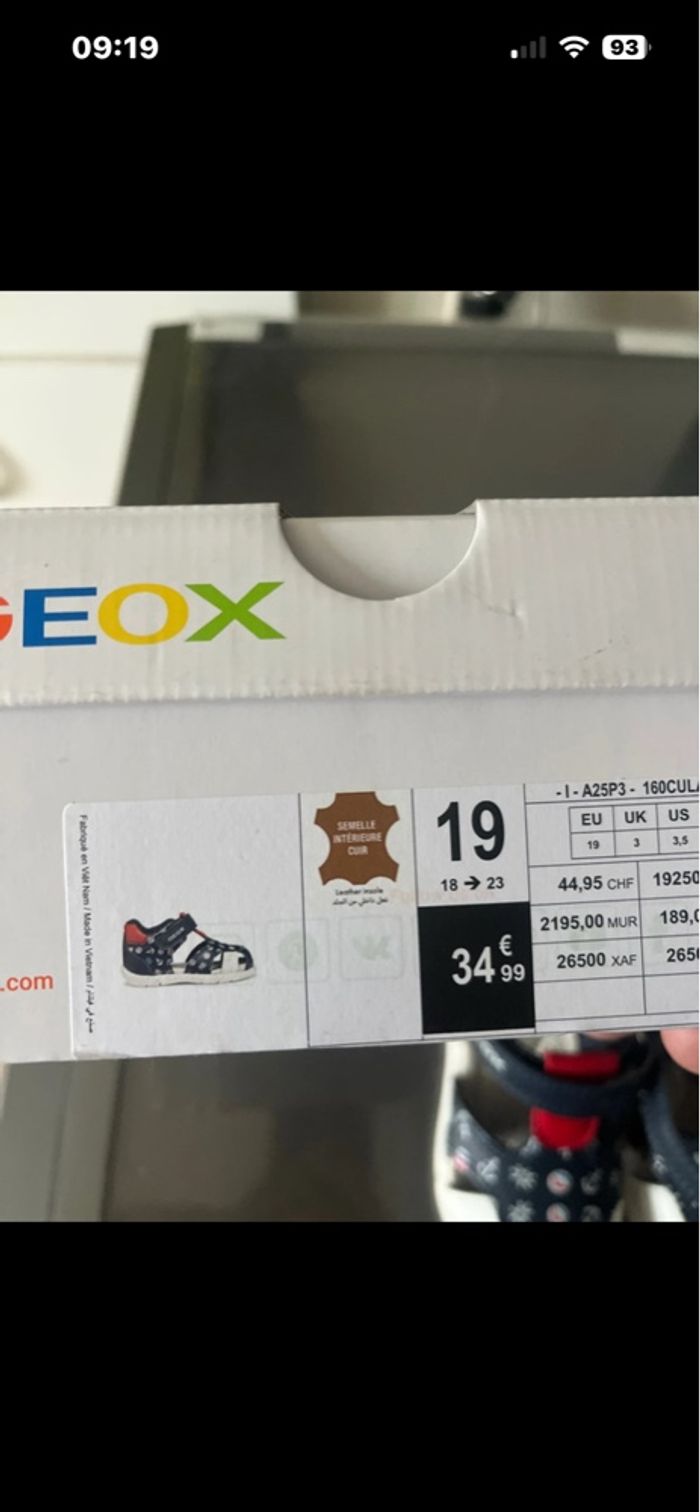 09:19
93
GEOX
.com
Fabriqué en Viêt Nam / Made in Vietnam /
SEMELLE
INTÉRIEURE
CUIR
Leather insole
19
18 → 23
34€99
- I - A25P3 - 160CUL
EU UK US
19 3 3,5
44,95 CHF 19250
2195,00 MUR 189,0
26500 XAF 265